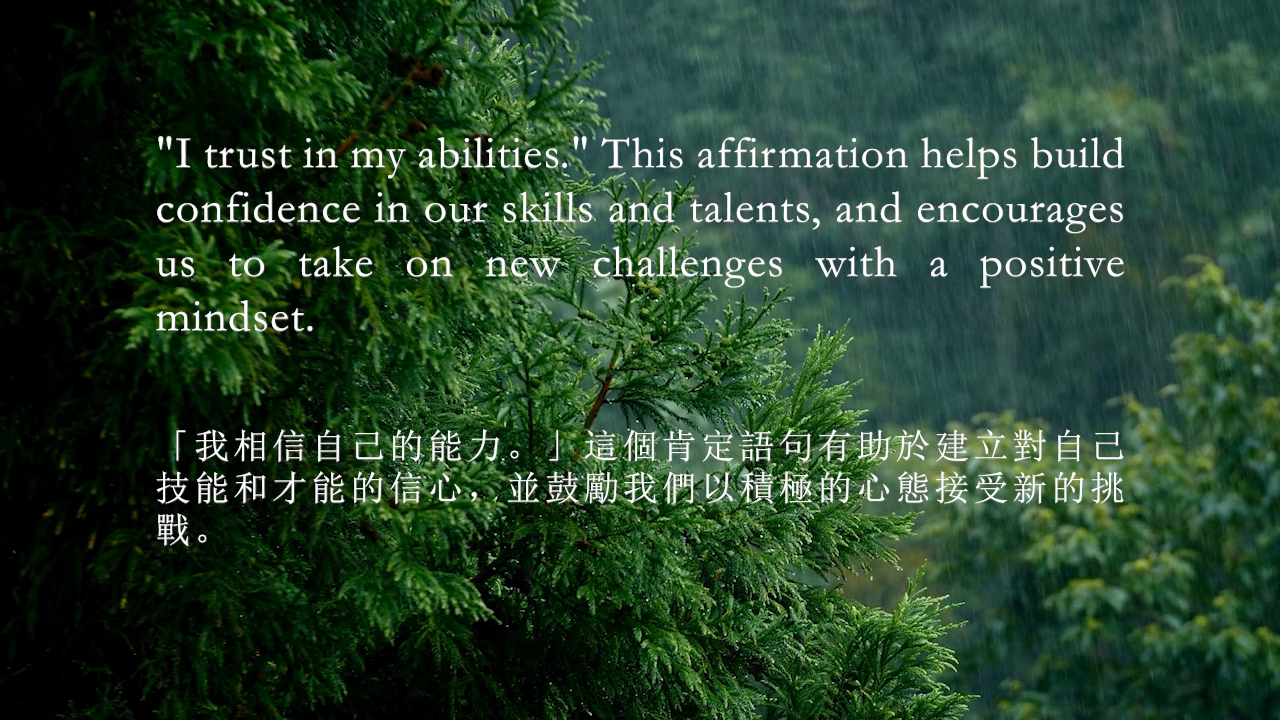 "I trust in my abilities." This affirmation helps build
confidence in our skills and talents, and encourages
us to take on new challenges with a positive
mindset.
「我相信自己的能力。」這個肯定語句有助於建立對自己
技能和才能的信心，並鼓勵我們以積極的心態接受新的挑
戰。